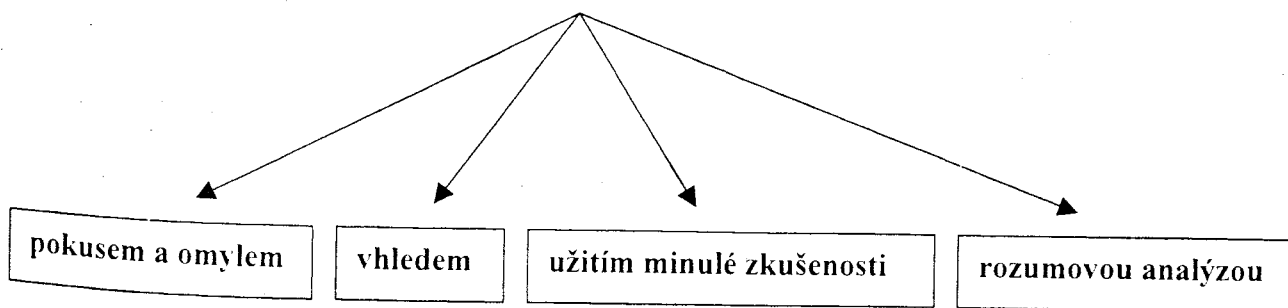 pokusem a omylem
vhledem
užitím minulé zkušenosti
rozumovou analýzou